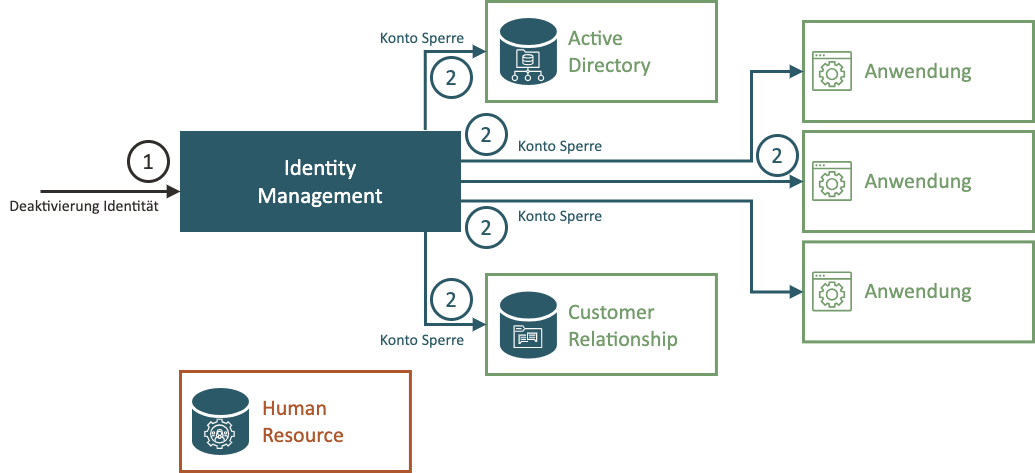 Konto Sperre
2
Active
Directory
Anwendung
1
Deaktivierung Identität
Identity
Management
2
Konto Sperre
2
Anwendung
2
Konto Sperre
Anwendung
2
Konto Sperre
Customer
Relationship
Human
Resource